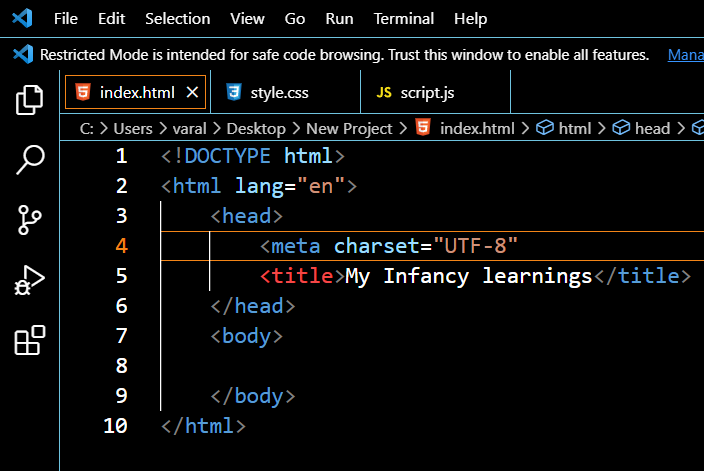 File Edit Selection View Go Run Terminal Help
Restricted Mode is intended for safe code browsing. Trust this window to enable all features. Mana
index.html style.css JS script.js
C: > Users > varal > Desktop > New Project > index.html > html > head >
1 <!DOCTYPE html>
2 <html lang="en">
3 <head>
4 <meta charset="UTF-8"
5 <title>My Infancy learnings</title>
6 </head>
7 <body>
8
9 </body>
10 </html>